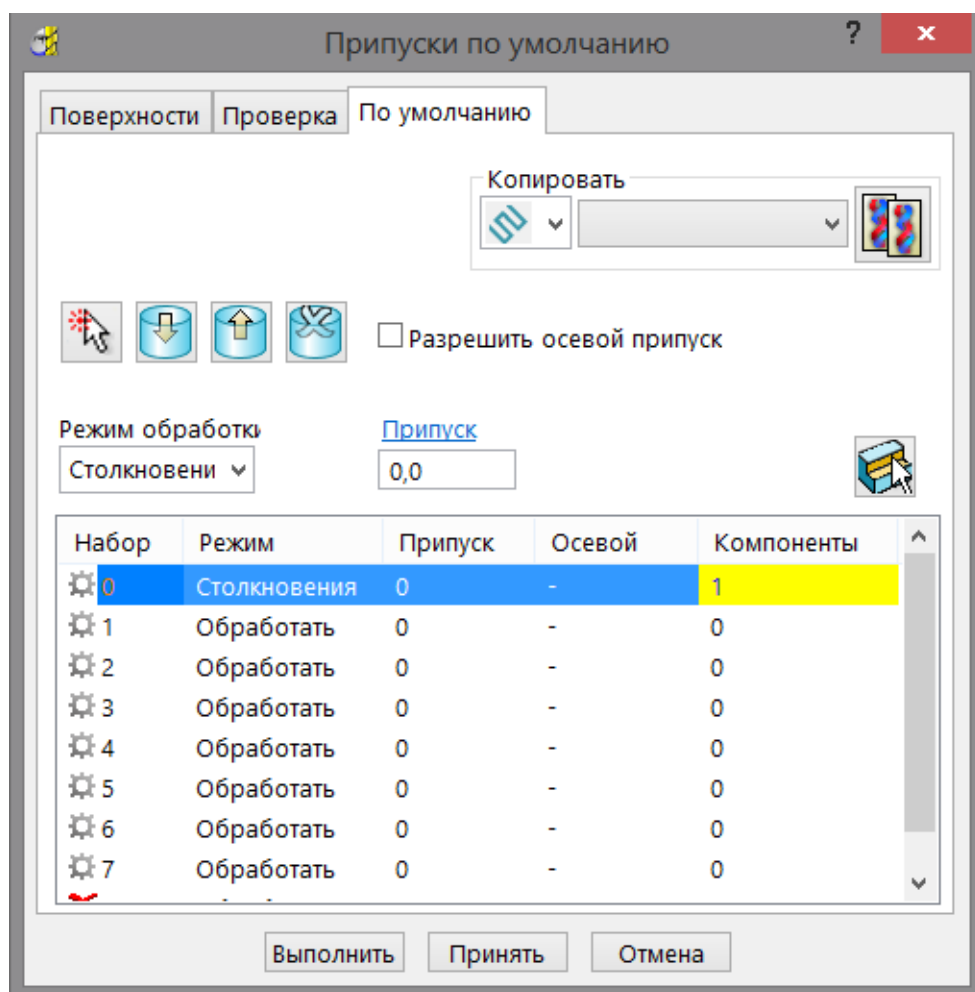 Припуски по умолчанию ?
Поверхности Проверка По умолчанию
Копировать
Разрешить осевой припуск
Режим обработки Припуск
Столкновени 0,0
Набор Режим Припуск Осевой Компоненты
0 Столкновения 0 - 1
1 Обработать 0 - 0
2 Обработать 0 - 0
3 Обработать 0 - 0
4 Обработать 0 - 0
5 Обработать 0 - 0
6 Обработать 0 - 0
7 Обработать 0 - 0
Выполнить Принять Отмена